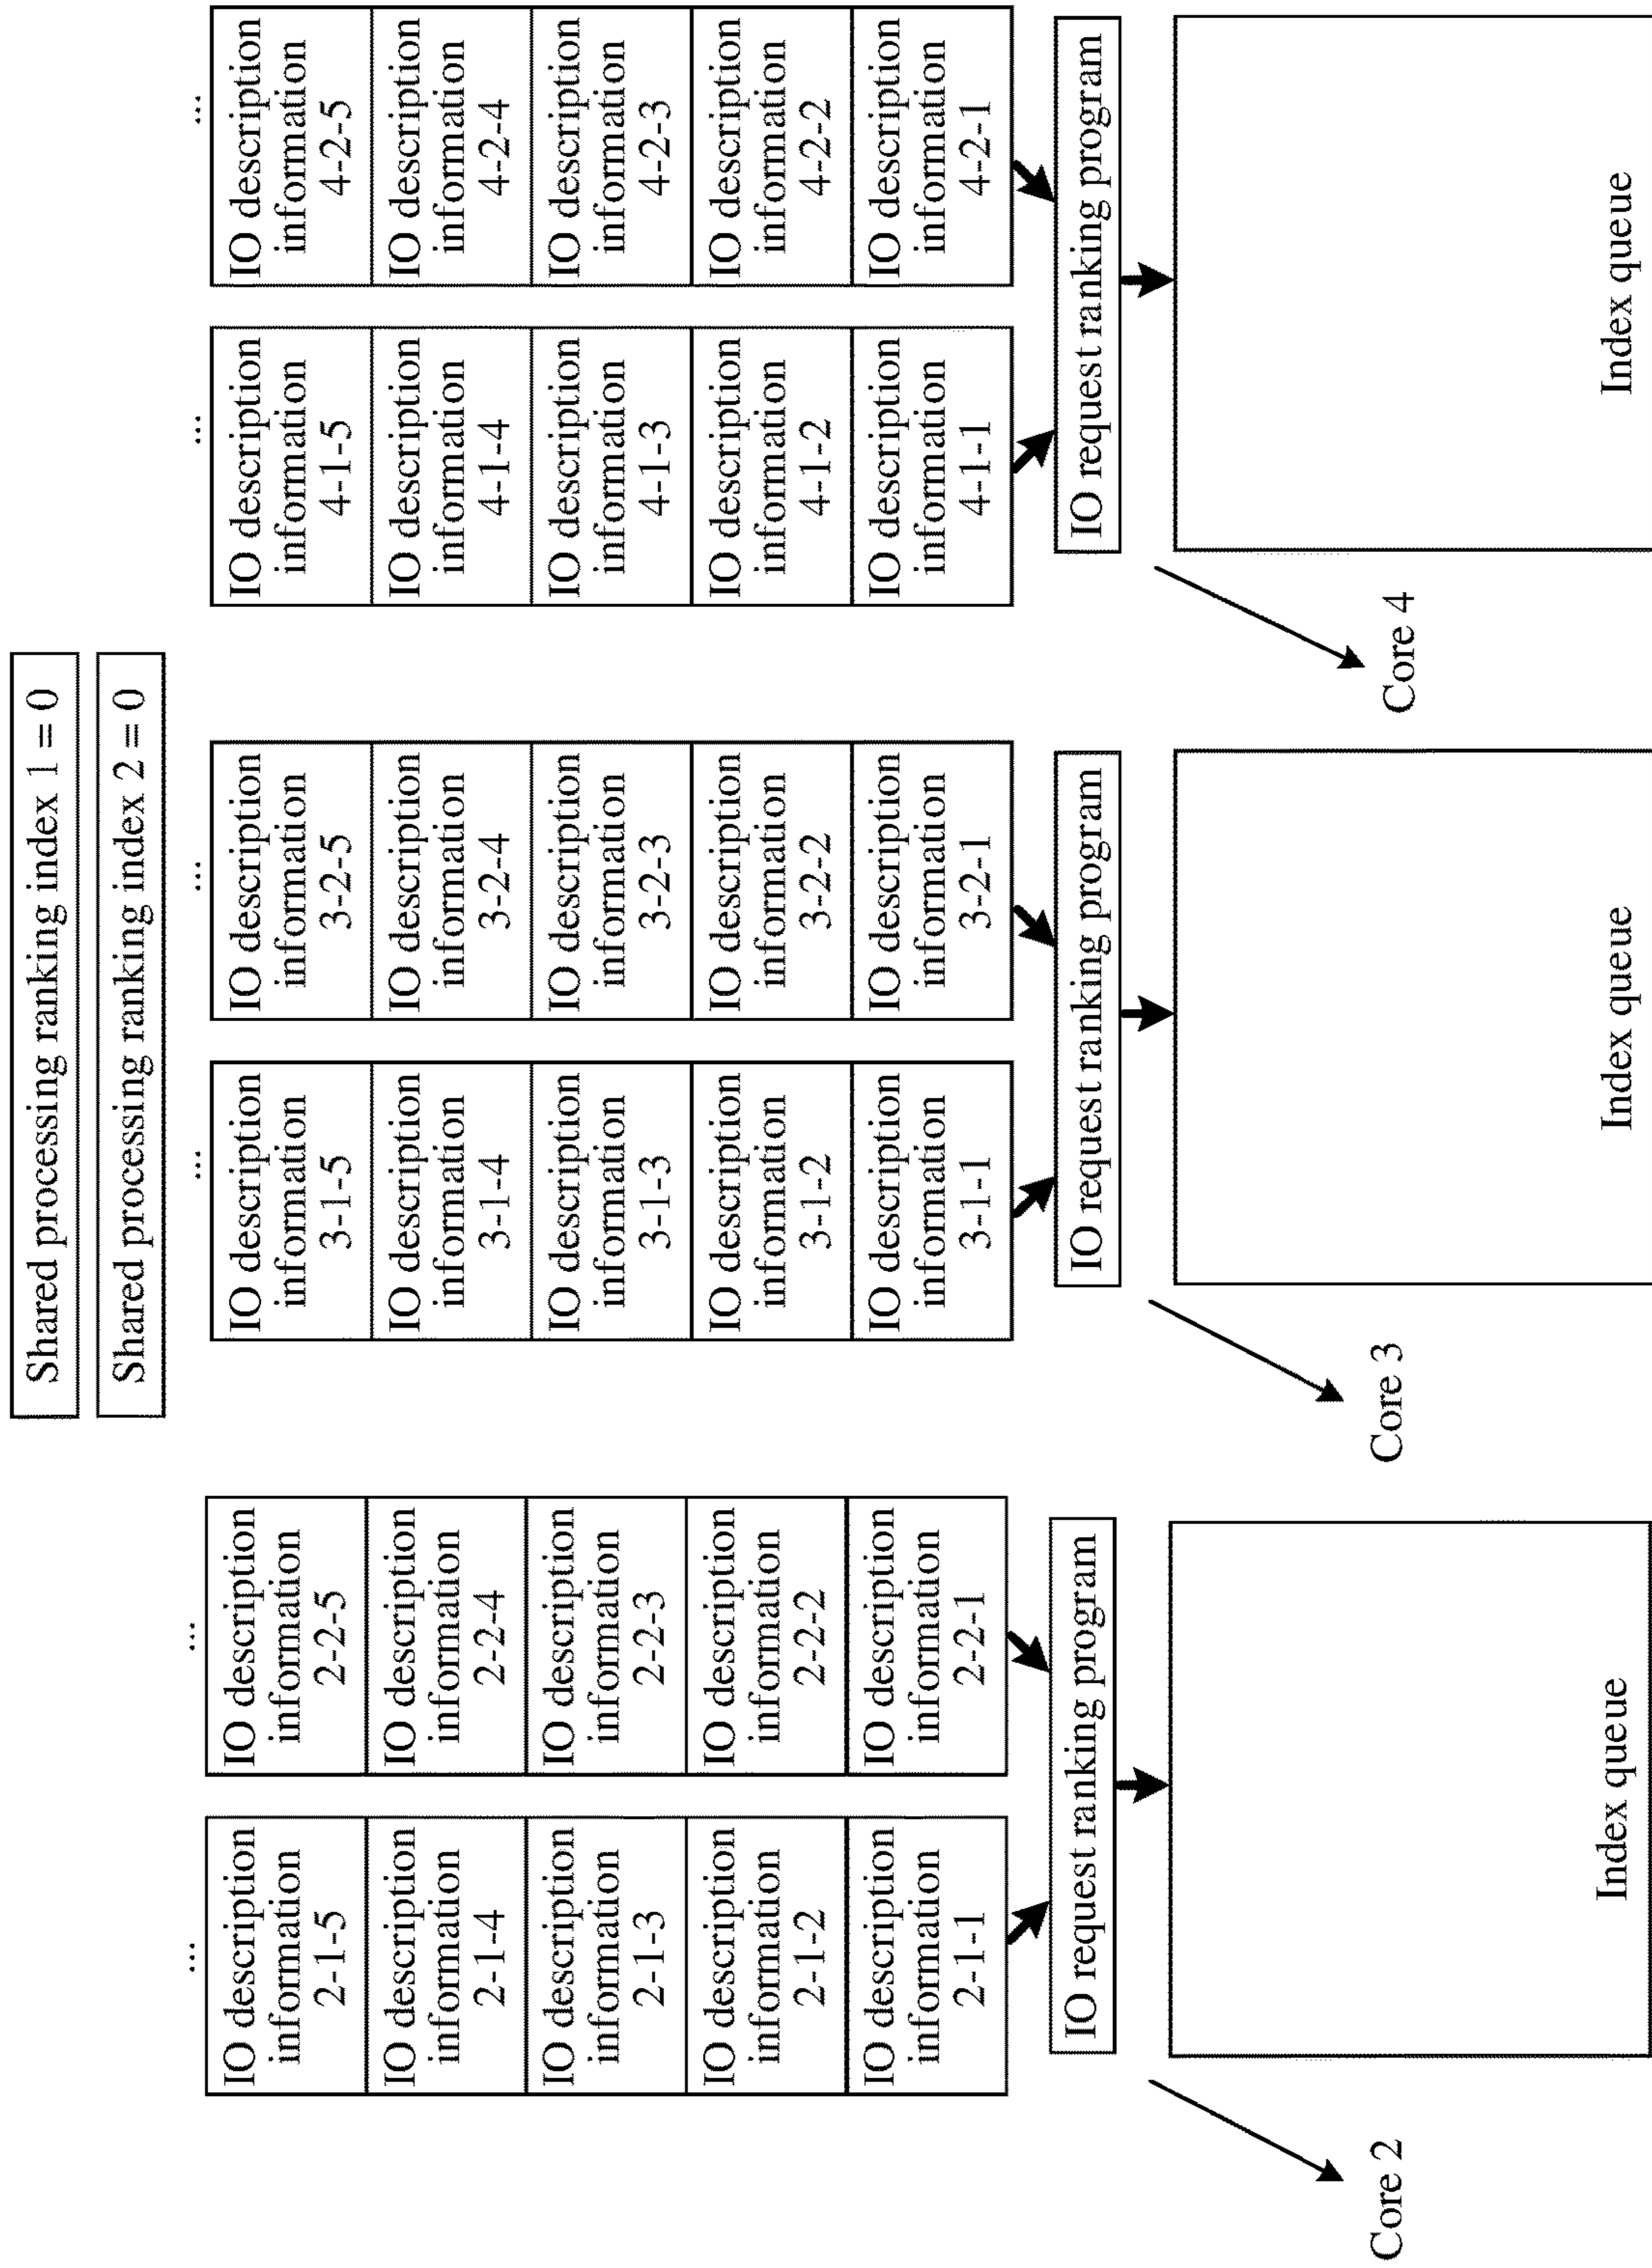 Shared processing ranking index 1 = 0
Shared processing ranking index 2 = 0
...
...
IO description
information
2-1-5
IO description
information
2-2-5
IO description
information
2-1-4
IO description
information
2-2-4
IO description
information
2-1-3
IO description
information
2-2-3
IO description
information
2-1-2
IO description
information
2-2-2
IO description
information
2-1-1
IO description
information
2-2-1
IO request ranking program
Core 2
Index queue
...
...
IO description
information
3-1-5
IO description
information
3-2-5
IO description
information
3-1-4
IO description
information
3-2-4
IO description
information
3-1-3
IO description
information
3-2-3
IO description
information
3-1-2
IO description
information
3-2-2
IO description
information
3-1-1
IO description
information
3-2-1
IO request ranking program
Core 3
Index queue
...
...
IO description
information
4-1-5
IO description
information
4-2-5
IO description
information
4-1-4
IO description
information
4-2-4
IO description
information
4-1-3
IO description
information
4-2-3
IO description
information
4-1-2
IO description
information
4-2-2
IO description
information
4-1-1
IO description
information
4-2-1
IO request ranking program
Core 4
Index queue